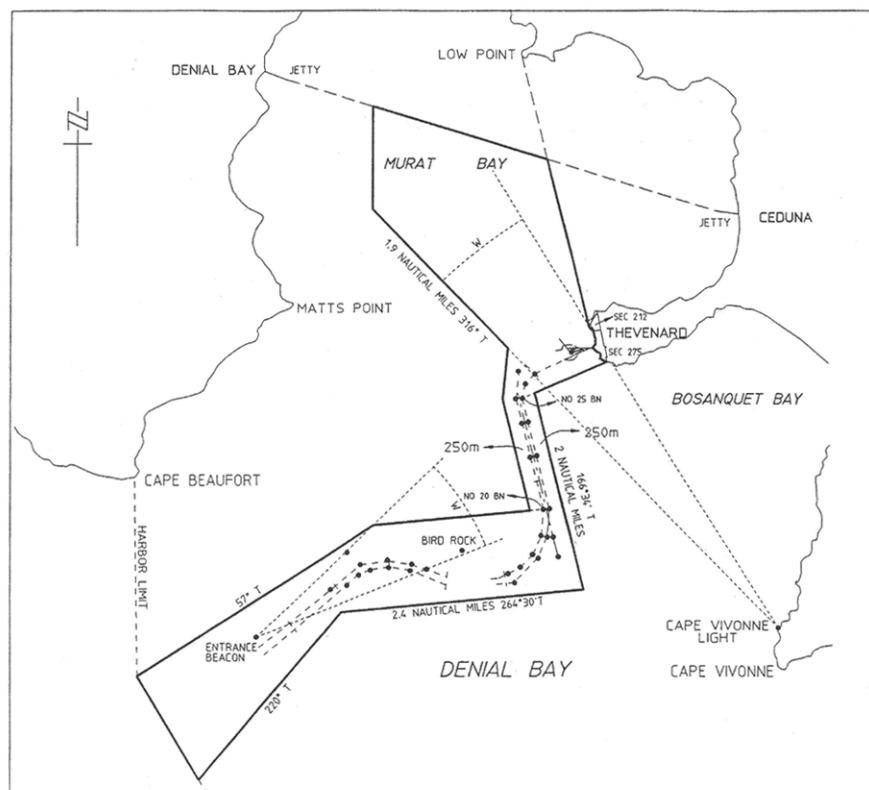 LOW POINT
DENIAL BAY
JETTY
N
MURAT BAY
JETTY
CEDUNA
W
1.9 NAUTICAL MILES 316° T
MATTS POINT
SEC 212
THEVENARD
SEC 275
NO 25 BN
BOSANQUET BAY
250m
250m
2 NAUTICAL MILES
166°34' T
CAPE BEAUFORT
NO 20 BN
W
HARBOR LIMIT
BIRD ROCK
57° T
2.4 NAUTICAL MILES 264°30'T
ENTRANCE
BEACON
CAPE VIVONNE
LIGHT
DENIAL BAY
CAPE VIVONNE
220° T